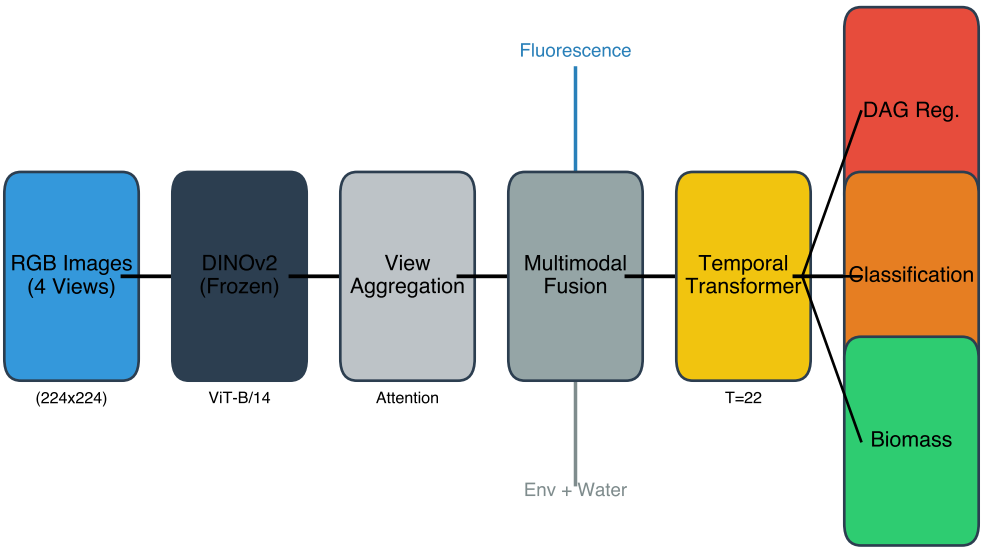 Fluorescence
DAG Reg.
RGB Images
(4 Views)
DINOv2
(Frozen)
View
Aggregation
Multimodal
Fusion
Temporal
Transformer
Classification
(224x224)
ViT-B/14
Attention
T=22
Biomass
Env + Water